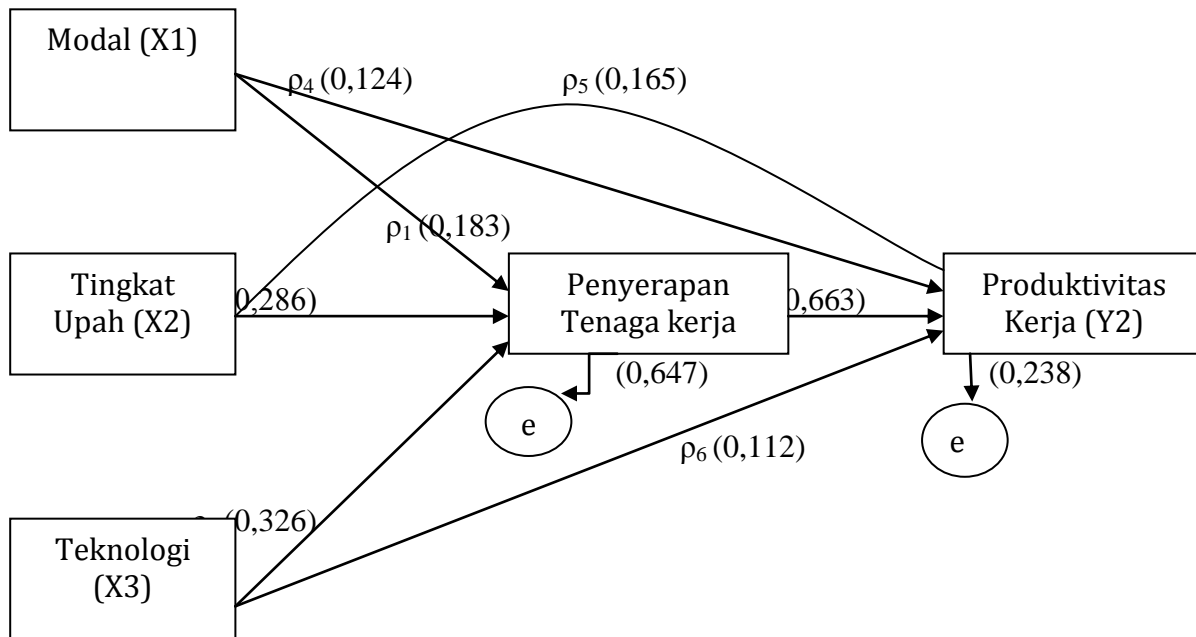 Modal (X1)
ρ₄ (0,124)
ρ₅ (0,165)
ρ₁ (0,183)
Tingkat
Upah (X2)
0,286)
Penyerapan
Tenaga kerja
0,663)
Produktivitas
Kerja (Y2)
(0,647)
(0,238)
e
e
ρ₆ (0,112)
(0,326)
Teknologi
(X3)